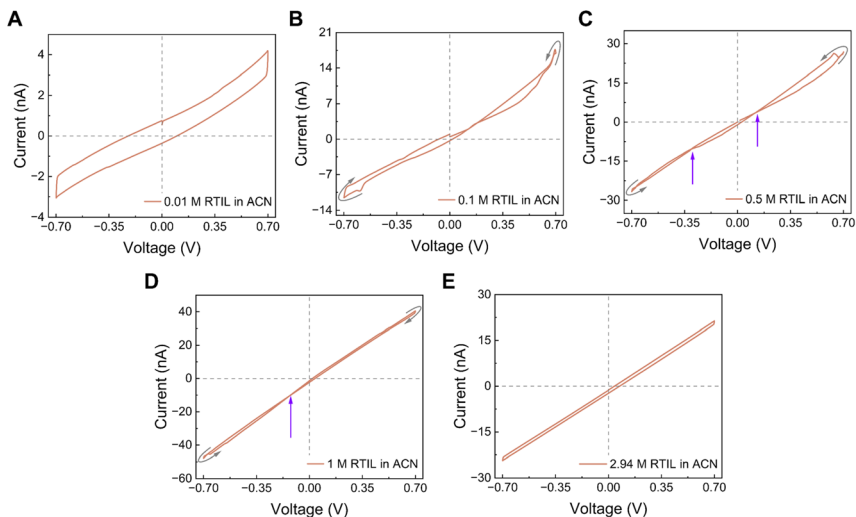 A
4
2
0
−2
−4
−0.70
−0.35
0.00
0.35
0.70
Current (nA)
Voltage (V)
0.01 M RTIL in ACN
B
21
14
7
0
−7
−14
−0.70
−0.35
0.00
0.35
0.70
Current (nA)
Voltage (V)
0.1 M RTIL in ACN
C
30
15
0
−15
−30
−0.70
−0.35
0.00
0.35
0.70
Current (nA)
Voltage (V)
0.5 M RTIL in ACN
D
40
20
0
−20
−40
−60
−0.70
−0.35
0.00
0.35
0.70
Current (nA)
Voltage (V)
1 M RTIL in ACN
E
30
15
0
−15
−30
−0.70
−0.35
0.00
0.35
0.70
Current (nA)
Voltage (V)
2.94 M RTIL in ACN